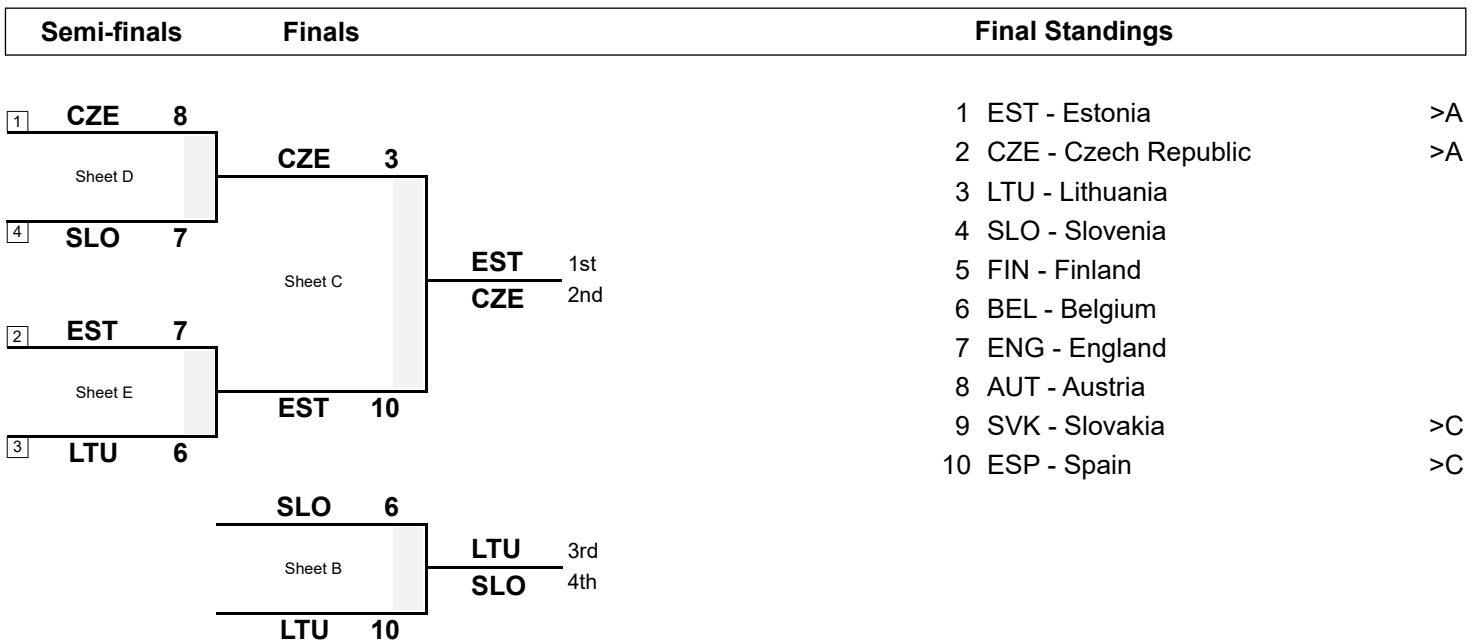 Semi-finals Finals Final Standings
1 CZE 8
Sheet D
4 SLO 7
2 EST 7
Sheet E
3 LTU 6
CZE 3
Sheet C
EST 10
EST 1st
CZE 2nd
SLO 6
Sheet B
LTU 10
LTU 3rd
SLO 4th
1 EST - Estonia >A
2 CZE - Czech Republic >A
3 LTU - Lithuania
4 SLO - Slovenia
5 FIN - Finland
6 BEL - Belgium
7 ENG - England
8 AUT - Austria
9 SVK - Slovakia >C
10 ESP - Spain >C